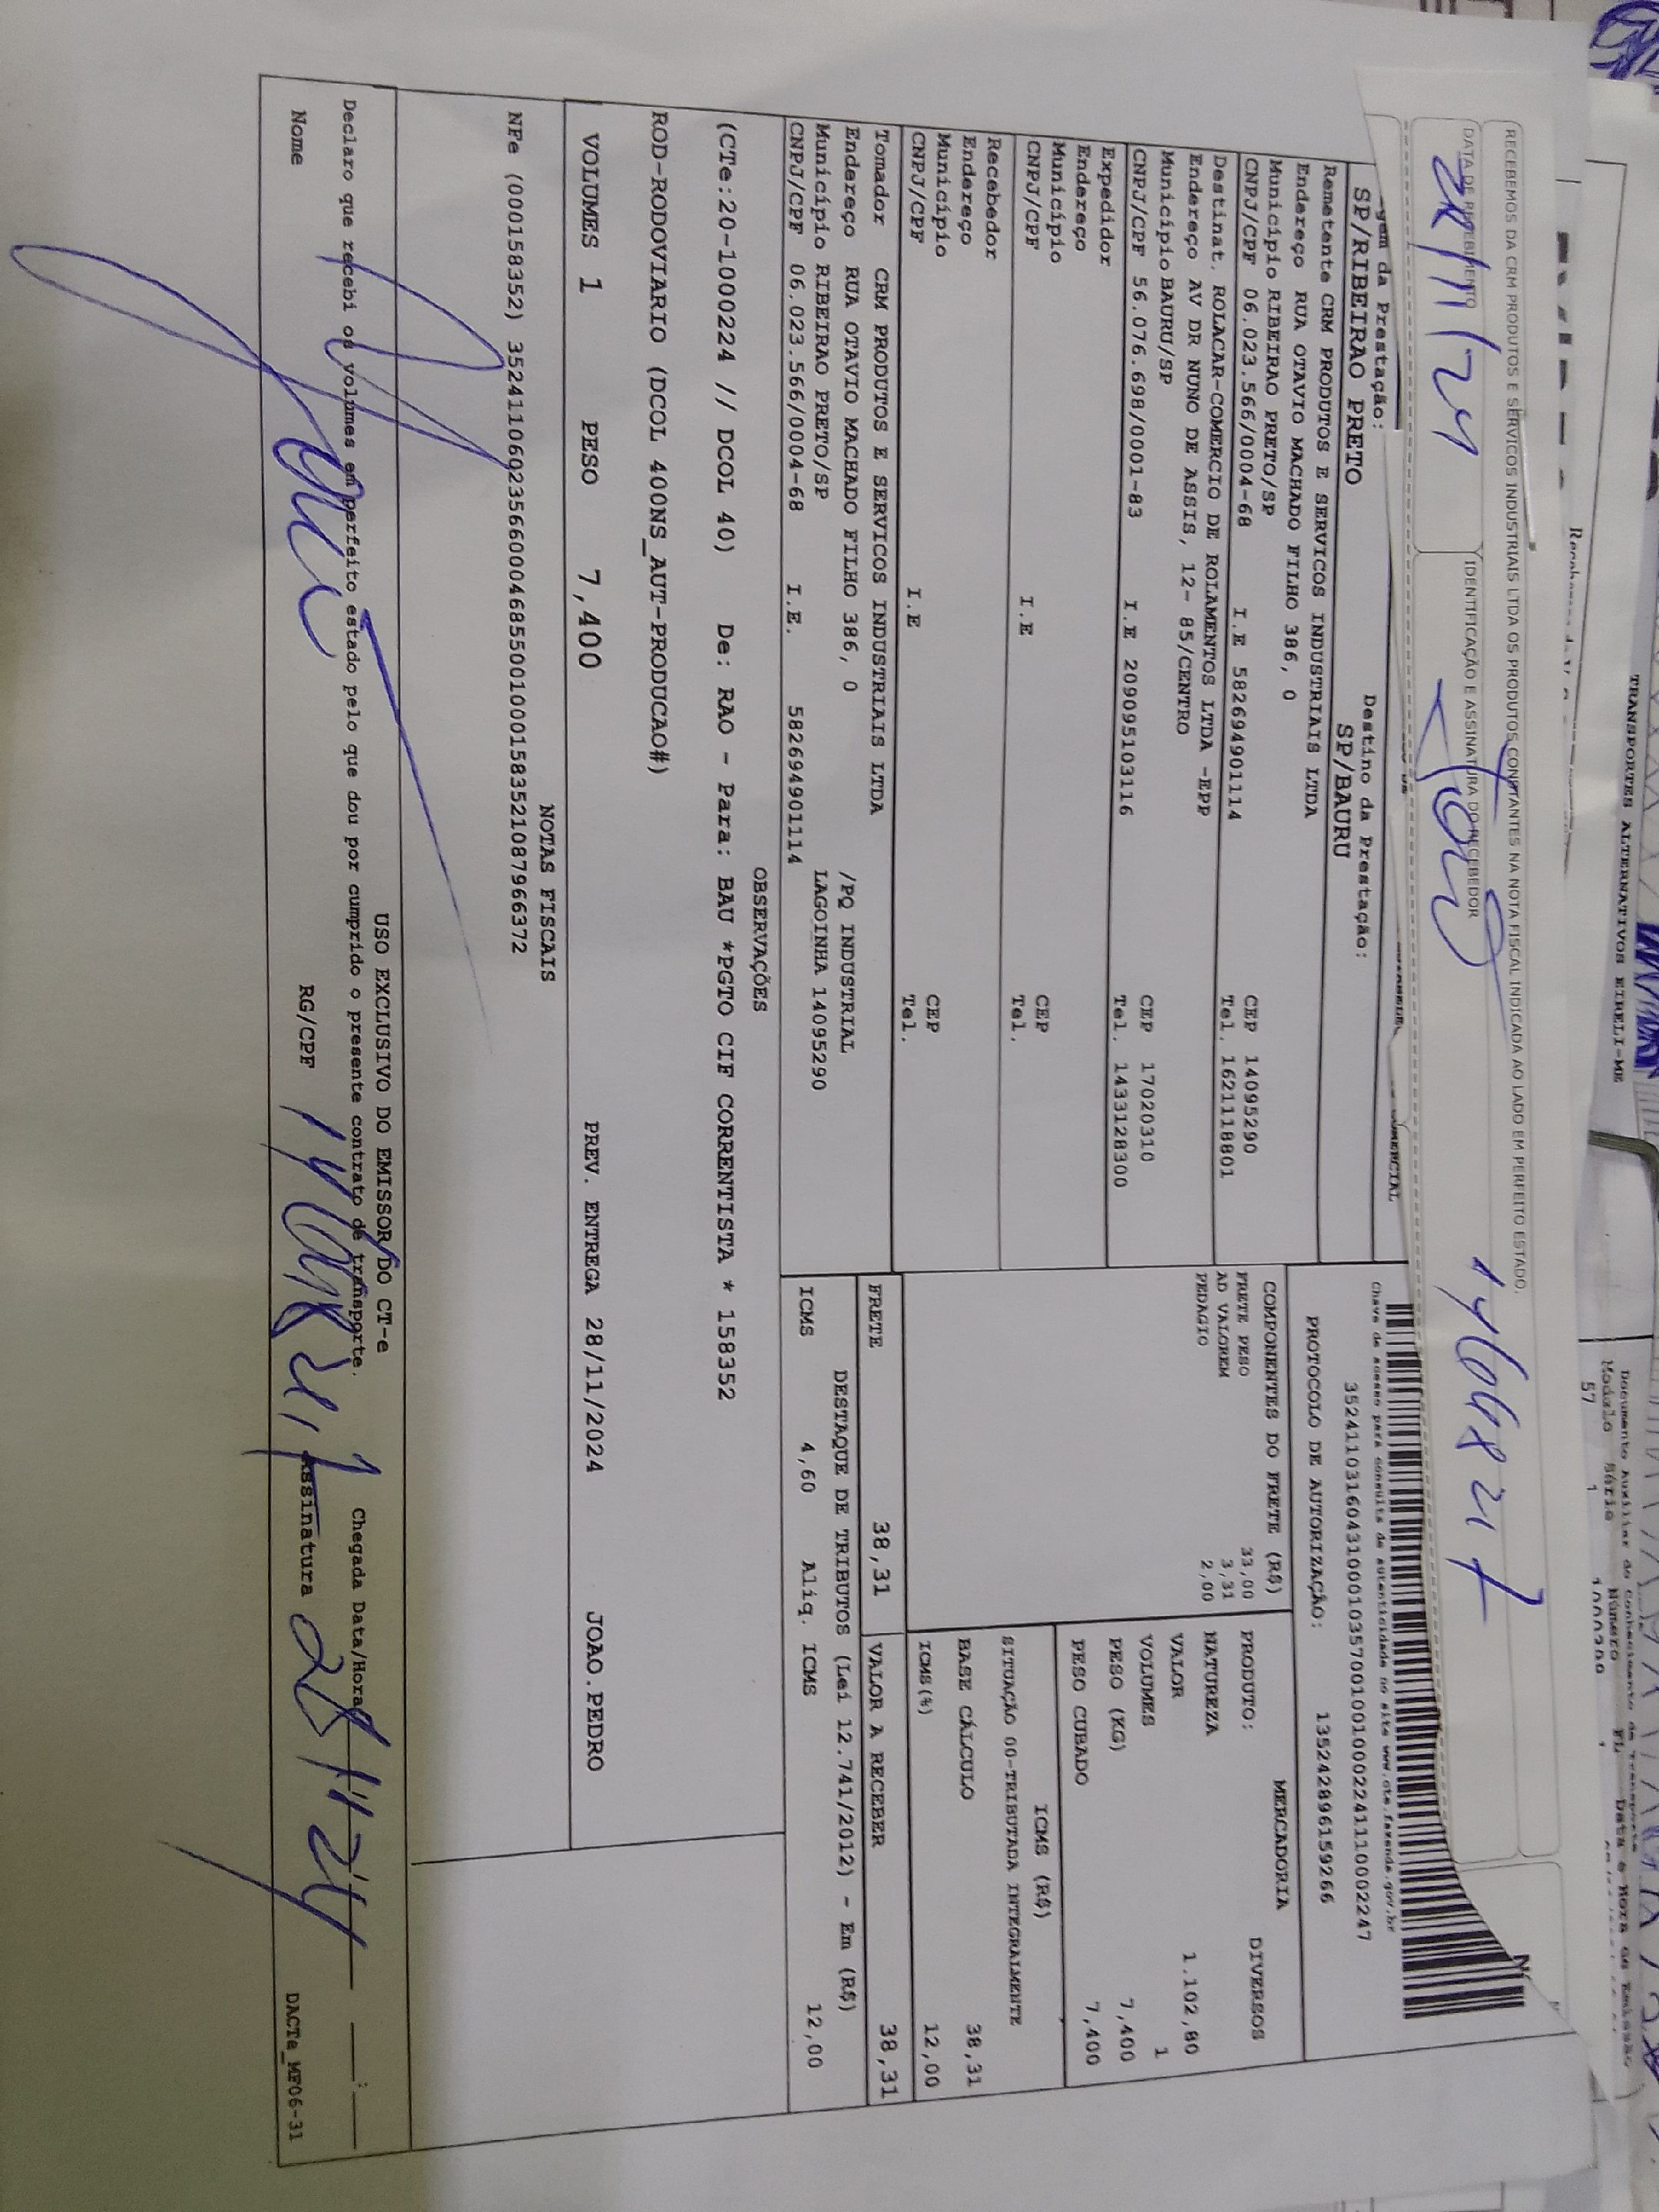 TRANSPORTES ALTERNATIVOS EIRELI-ME
Documento Auxiliar do Conhecimento de Transporte
Modelo Série Número FL Data e Hora de Emissão
57 1
RECEBEMOS DA CRM PRODUTOS E SERVICOS INDUSTRIAIS LTDA OS PRODUTOS CONSTANTES NA NOTA FISCAL INDICADA AO LADO EM PERFEITO ESTADO.
DATA DE RECEBIMENTO IDENTIFICAÇÃO E ASSINATURA DO RECEBEDOR
da Prestação: Destino da Prestação:
SP/RIBEIRAO PRETO SP/BAURU
Chave de acesso para consulta de autenticidade no site www.cte.fazenda.gov.br
35241103160431000103570010010002241110002247
PROTOCOLO DE AUTORIZAÇÃO: 135242896159266
Remetente CRM PRODUTOS E SERVICOS INDUSTRIAIS LTDA
Endereço RUA OTAVIO MACHADO FILHO 386, 0
Município RIBEIRAO PRETO/SP CEP 14095290
CNPJ/CPF 06.023.566/0004-68 I.E 582694901114 Tel. 1621118801
Destinat. ROLACAR-COMERCIO DE ROLAMENTOS LTDA -EPP
Endereço AV DR NUNO DE ASSIS, 12- 85/CENTRO
Município BAURU/SP CEP 17020310
CNPJ/CPF 56.076.698/0001-83 I.E 209095103116 Tel. 1433128300
Expedidor
Endereço
Município CEP
CNPJ/CPF I.E Tel.
Recebedor
Endereço
Município CEP
CNPJ/CPF I.E Tel.
Tomador CRM PRODUTOS E SERVICOS INDUSTRIAIS LTDA
Endereço RUA OTAVIO MACHADO FILHO 386, 0 /PQ INDUSTRIAL
Município RIBEIRAO PRETO/SP LAGOINHA 14095290
CNPJ/CPF 06.023.566/0004-68 I.E. 582694901114
COMPONENTES DO FRETE (R$)
FRETE PESO 33,00
AD VALOREM 3,31
PEDAGIO 2,00
MERCADORIA
PRODUTO: DIVERSOS
NATUREZA
VALOR 1.102,80
VOLUMES 1
PESO (KG) 7,400
PESO CUBADO 7,400
ICMS (R$)
SITUAÇÃO 00-TRIBUTADA INTEGRALMENTE
BASE CÁLCULO 38,31
ICMS(%) 12,00
FRETE 38,31 VALOR A RECEBER 38,31
DESTAQUE DE TRIBUTOS (Lei 12.741/2012) - Em (R$)
ICMS 4,60 Aliq. ICMS 12,00
OBSERVAÇÕES
(CTe:20-1000224 // DCOL 40) De: RAO - Para: BAU *PGTO CIF CORRENTISTA * 158352
ROD-RODOVIARIO (DCOL 400NS_AUT-PRODUCAO#)
VOLUMES 1 PESO 7,400 PREV. ENTREGA 28/11/2024 JOAO.PEDRO
NOTAS FISCAIS
NFe (000158352) 35241106023566000468550010001583521087966372
USO EXCLUSIVO DO EMISSOR DO CT-e
Declaro que recebi os volumes em perfeito estado pelo que dou por cumprido o presente contrato de transporte. Chegada Data/Hora
Nome RG/CPF Assinatura 28/11/24
DACTe_MF06-31